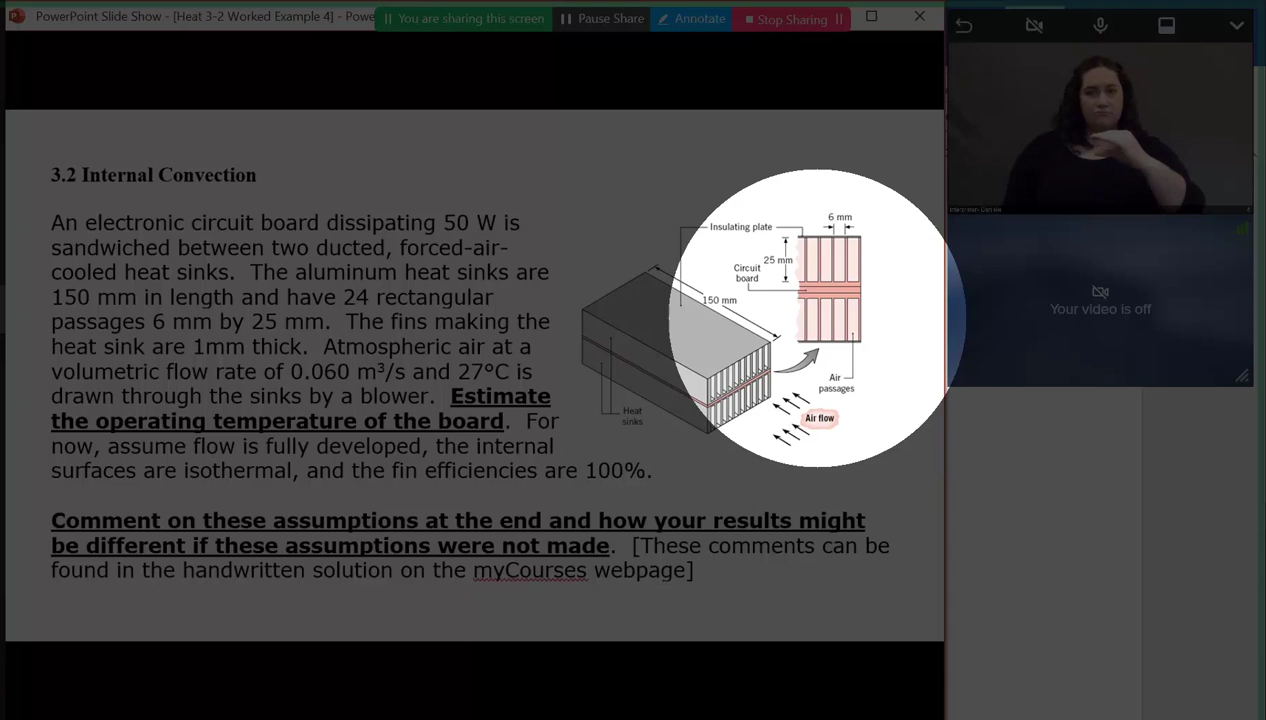 PowerPoint Slide Show - [Heat 3-2 Worked Example 4] - Powe
You are sharing this screen
Pause Share
Annotate
Stop Sharing
3.2 Internal Convection
An electronic circuit board dissipating 50 W is
sandwiched between two ducted, forced-air-
cooled heat sinks. The aluminum heat sinks are
150 mm in length and have 24 rectangular
passages 6 mm by 25 mm. The fins making the
heat sink are 1mm thick. Atmospheric air at a
volumetric flow rate of 0.060 m³/s and 27°C is
drawn through the sinks by a blower. Estimate
the operating temperature of the board. For
now, assume flow is fully developed, the internal
surfaces are isothermal, and the fin efficiencies are 100%.
Comment on these assumptions at the end and how your results might
be different if these assumptions were not made. [These comments can be
found in the handwritten solution on the myCourses webpage]
6 mm
Insulating plate
25 mm
Circuit
board
150 mm
Air
passages
Heat
sinks
Air flow
Your video is off